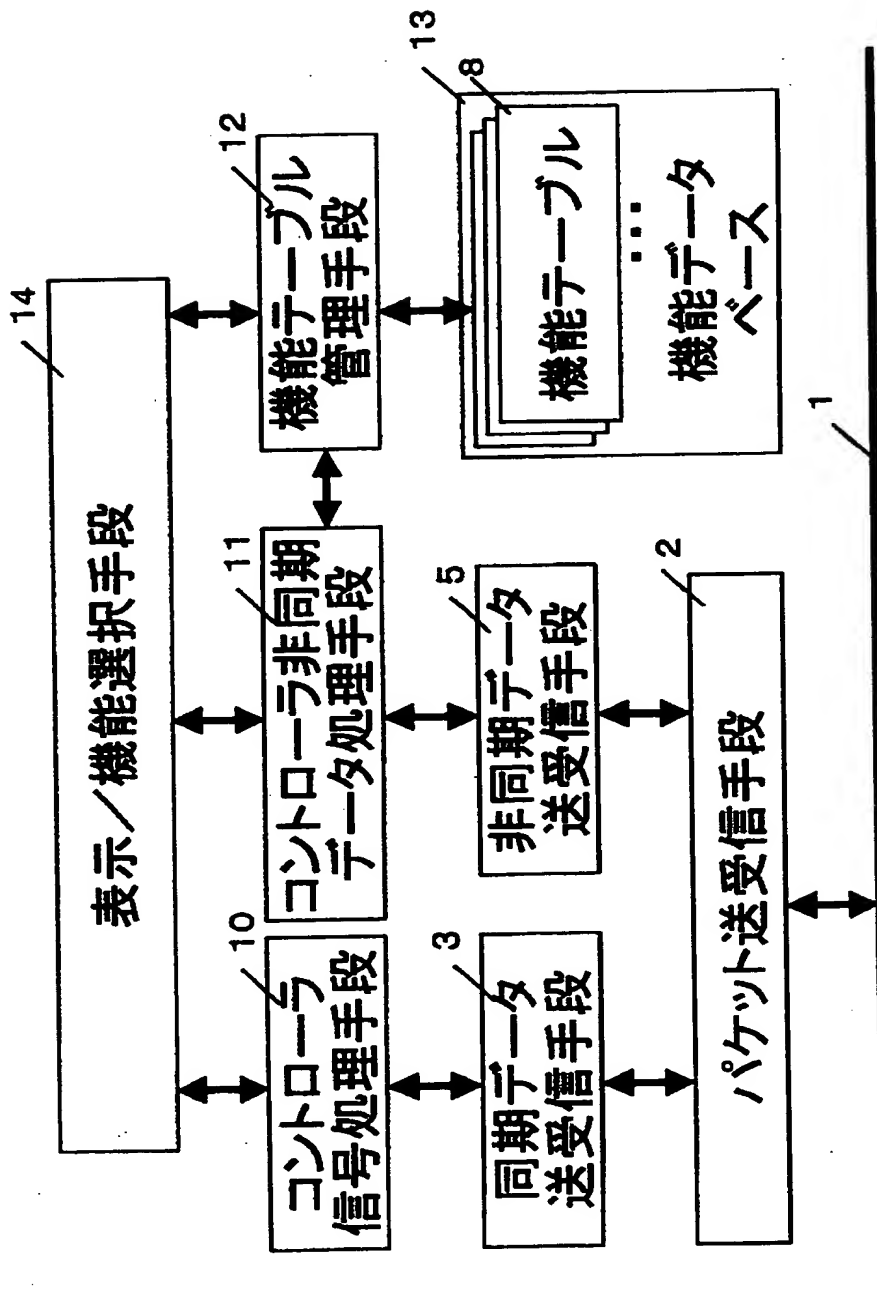 14
表示／機能選択手段
10
コントローラ
信号処理手段
11
コントローラ非同期
データ処理手段
12
機能テーブル
管理手段
3
同期データ
送受信手段
5
非同期データ
送受信手段
13
8
機能テーブル
...
機能データ
ベース
2
パケット送受信手段
1